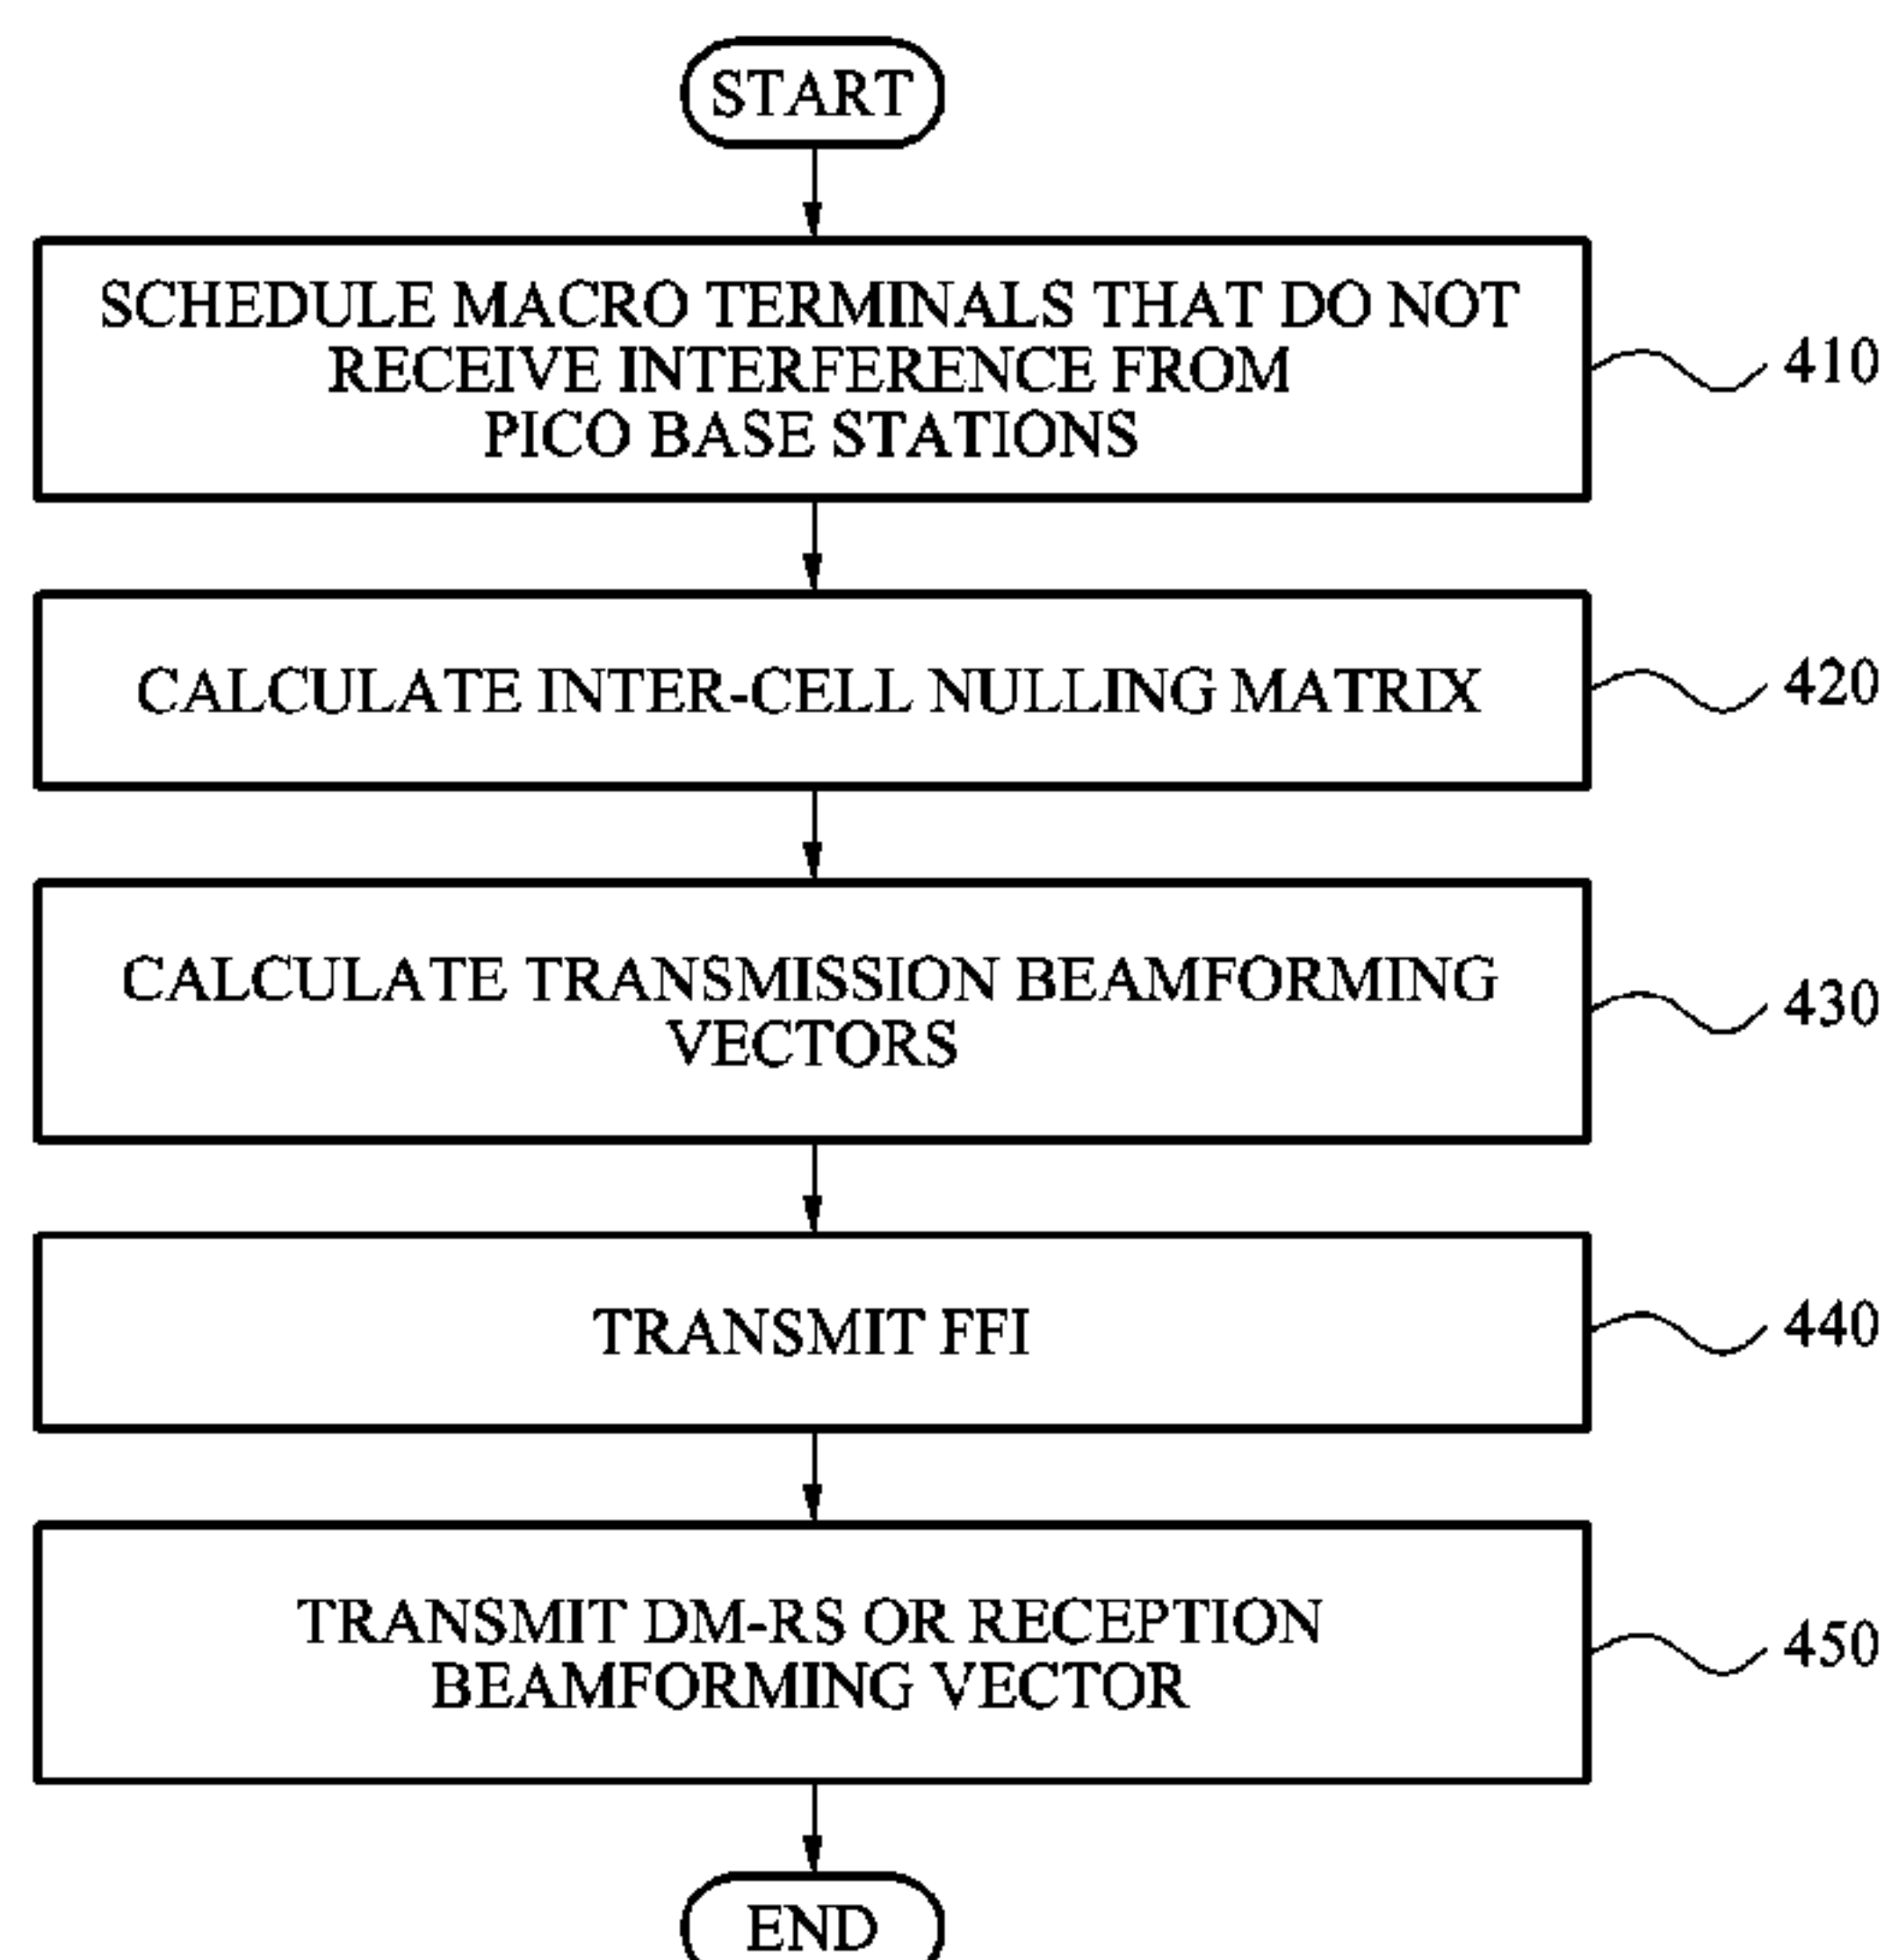 START
SCHEDULE MACRO TERMINALS THAT DO NOT
RECEIVE INTERFERENCE FROM
PICO BASE STATIONS
410
CALCULATE INTER-CELL NULLING MATRIX
420
CALCULATE TRANSMISSION BEAMFORMING
VECTORS
430
TRANSMIT FFI
440
TRANSMIT DM-RS OR RECEPTION
BEAMFORMING VECTOR
450
END